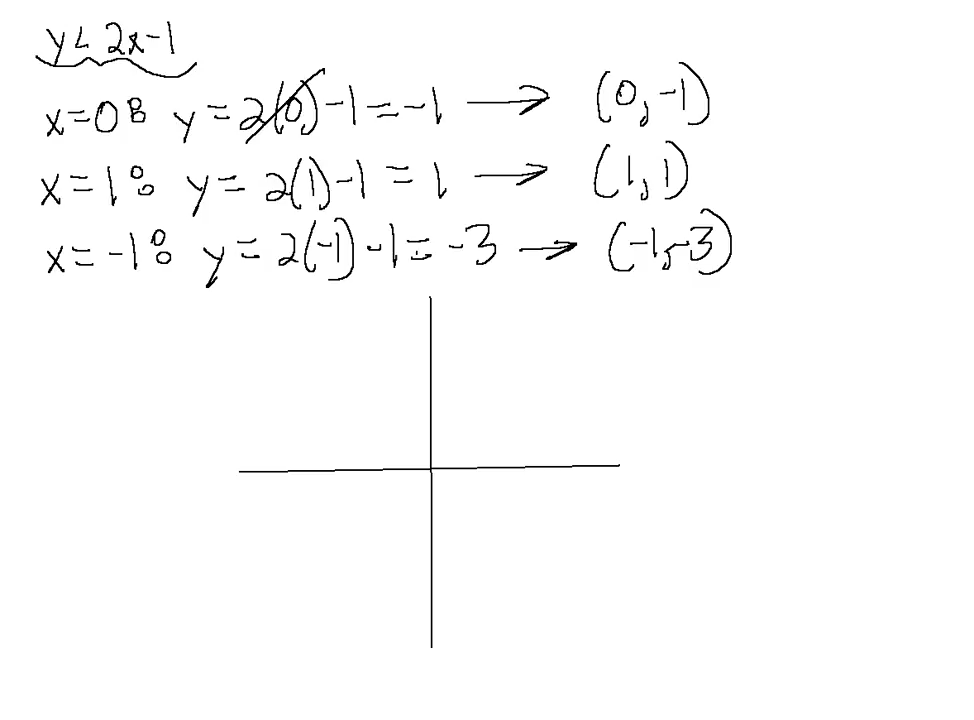 y < 2x-1
x=0: y=2(0)-1=-1 → (0,-1)
x=1: y=2(1)-1=1 → (1,1)
x=-1: y=2(-1)-1=-3 → (-1,-3)